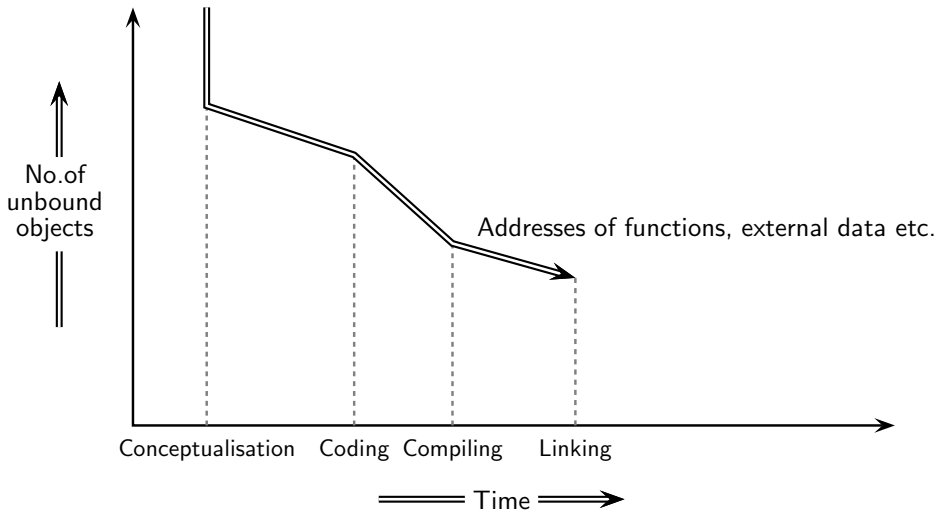 No.of
unbound
objects
Addresses of functions, external data etc.
Conceptualisation
Coding
Compiling
Linking
Time